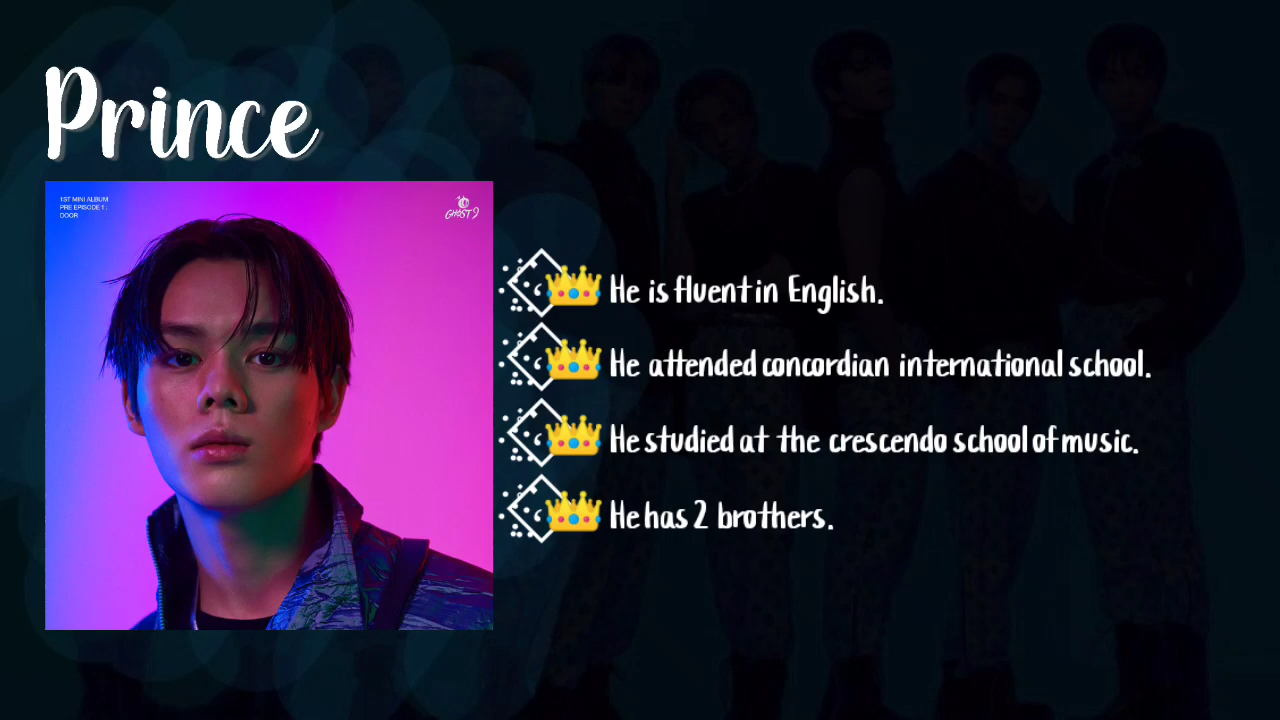 Prince
1ST MINI ALBUM
PRE EPISODE 1 :
DOOR
GHOST9
He is fluent in English.
He attended concordian international school.
He studied at the crescendo school of music.
He has 2 brothers.